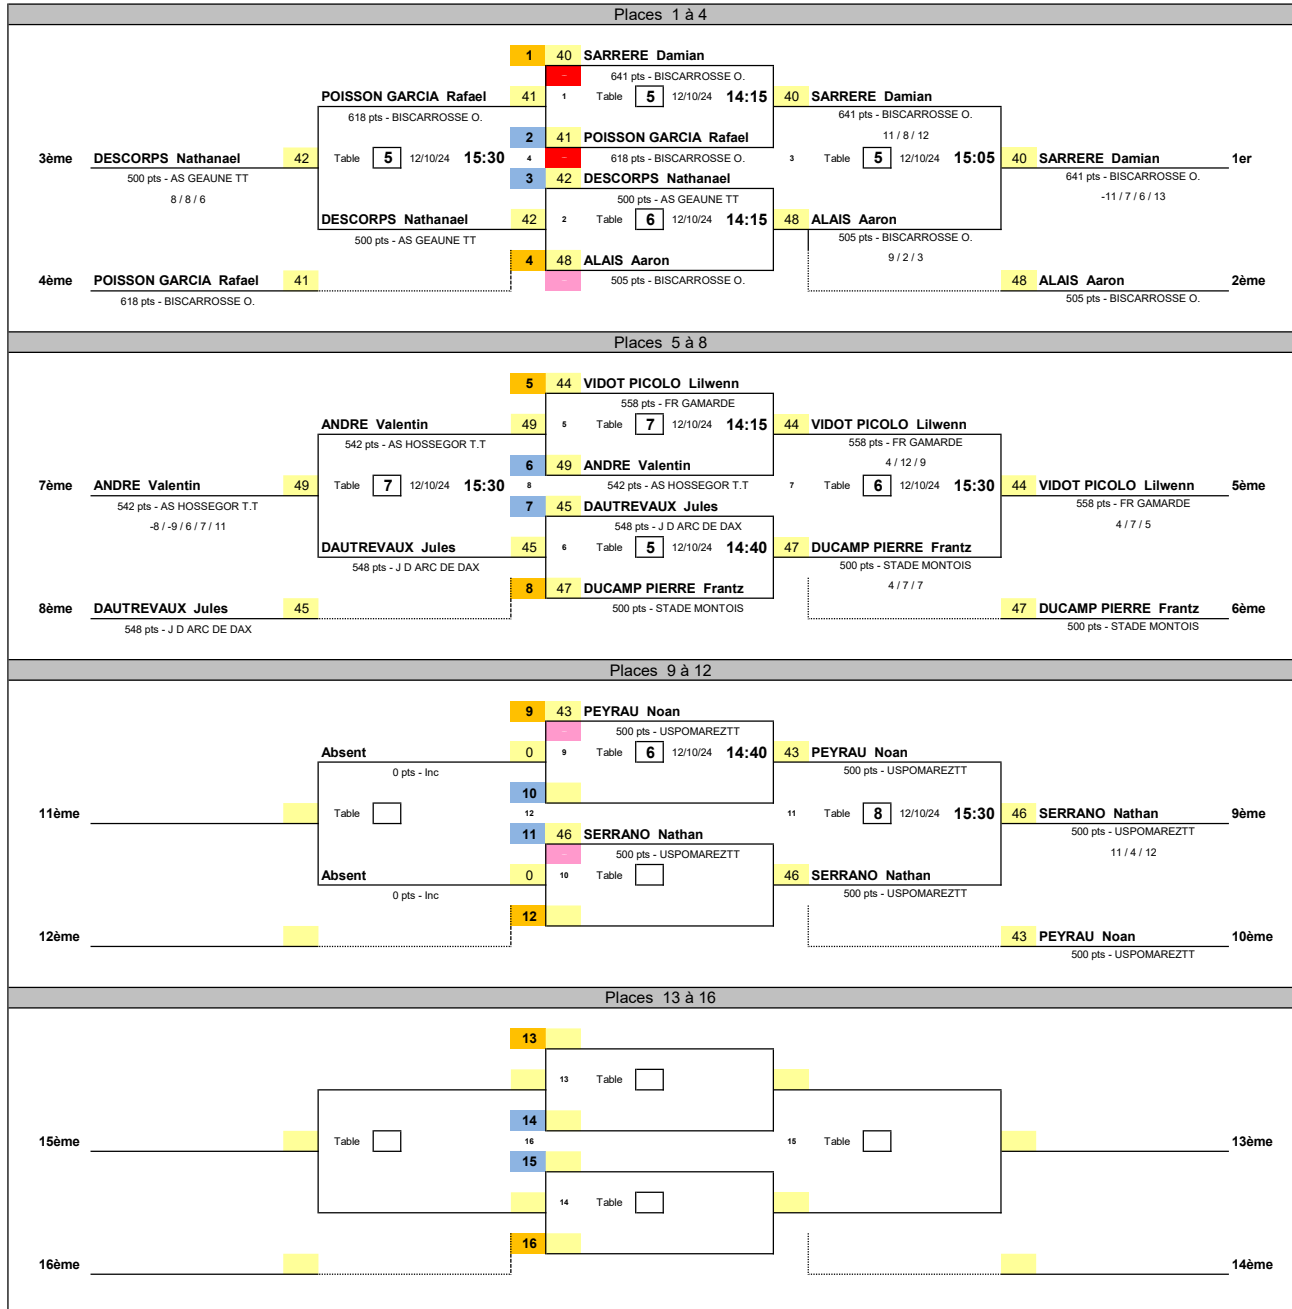 Places 1 à 4
1 40 SARRERE Damian
– 641 pts - BISCARROSSE O.
POISSON GARCIA Rafael 41 1 Table 5 12/10/24 14:15 40 SARRERE Damian
618 pts - BISCARROSSE O. 641 pts - BISCARROSSE O.
2 41 POISSON GARCIA Rafael 11 / 8 / 12
3ème DESCORPS Nathanael 42 Table 5 12/10/24 15:30 4 – 618 pts - BISCARROSSE O. 3 Table 5 12/10/24 15:05 40 SARRERE Damian 1er
500 pts - AS GEAUNE TT 3 42 DESCORPS Nathanael 641 pts - BISCARROSSE O.
8 / 8 / 6 500 pts - AS GEAUNE TT -11 / 7 / 6 / 13
DESCORPS Nathanael 42 2 Table 6 12/10/24 14:15 48 ALAIS Aaron
500 pts - AS GEAUNE TT 505 pts - BISCARROSSE O.
4 48 ALAIS Aaron 9 / 2 / 3
4ème POISSON GARCIA Rafael 41 – 505 pts - BISCARROSSE O. 48 ALAIS Aaron 2ème
618 pts - BISCARROSSE O. 505 pts - BISCARROSSE O.
Places 5 à 8
5 44 VIDOT PICOLO Lilwenn
558 pts - FR GAMARDE
ANDRE Valentin 49 5 Table 7 12/10/24 14:15 44 VIDOT PICOLO Lilwenn
542 pts - AS HOSSEGOR T.T 558 pts - FR GAMARDE
6 49 ANDRE Valentin 4 / 12 / 9
7ème ANDRE Valentin 49 Table 7 12/10/24 15:30 8 542 pts - AS HOSSEGOR T.T 7 Table 6 12/10/24 15:30 44 VIDOT PICOLO Lilwenn 5ème
542 pts - AS HOSSEGOR T.T 7 45 DAUTREVAUX Jules 558 pts - FR GAMARDE
-8 / -9 / 6 / 7 / 11 548 pts - J D ARC DE DAX 4 / 7 / 5
DAUTREVAUX Jules 45 6 Table 5 12/10/24 14:40 47 DUCAMP PIERRE Frantz
548 pts - J D ARC DE DAX 500 pts - STADE MONTOIS
8 47 DUCAMP PIERRE Frantz 4 / 7 / 7
8ème DAUTREVAUX Jules 45 500 pts - STADE MONTOIS 47 DUCAMP PIERRE Frantz 6ème
548 pts - J D ARC DE DAX 500 pts - STADE MONTOIS
Places 9 à 12
9 43 PEYRAU Noan
– 500 pts - USPOMAREZTT
Absent 0 9 Table 6 12/10/24 14:40 43 PEYRAU Noan
0 pts - Inc 500 pts - USPOMAREZTT
10
11ème Table 12 11 Table 8 12/10/24 15:30 46 SERRANO Nathan 9ème
11 46 SERRANO Nathan 500 pts - USPOMAREZTT
– 500 pts - USPOMAREZTT 11 / 4 / 12
Absent 0 10 Table 46 SERRANO Nathan
0 pts - Inc 500 pts - USPOMAREZTT
12
12ème 43 PEYRAU Noan 10ème
500 pts - USPOMAREZTT
Places 13 à 16
13
13 Table
14
15ème Table 16 15 Table 13ème
15
14 Table
16
16ème 14ème